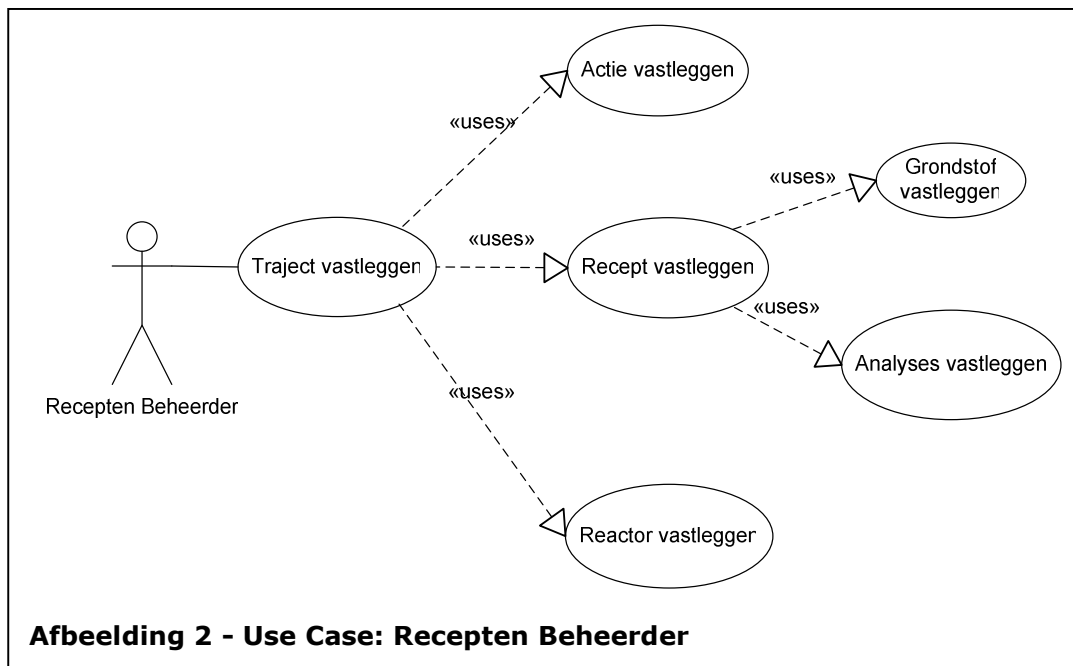 Actie vastleggen
«uses»
Grondstof
vastleggen
«uses»
«uses»
Traject vastleggen
Recept vastleggen
«uses»
Analyses vastleggen
«uses»
Recepten Beheerder
Reactor vastleggen
Afbeelding 2 - Use Case: Recepten Beheerder